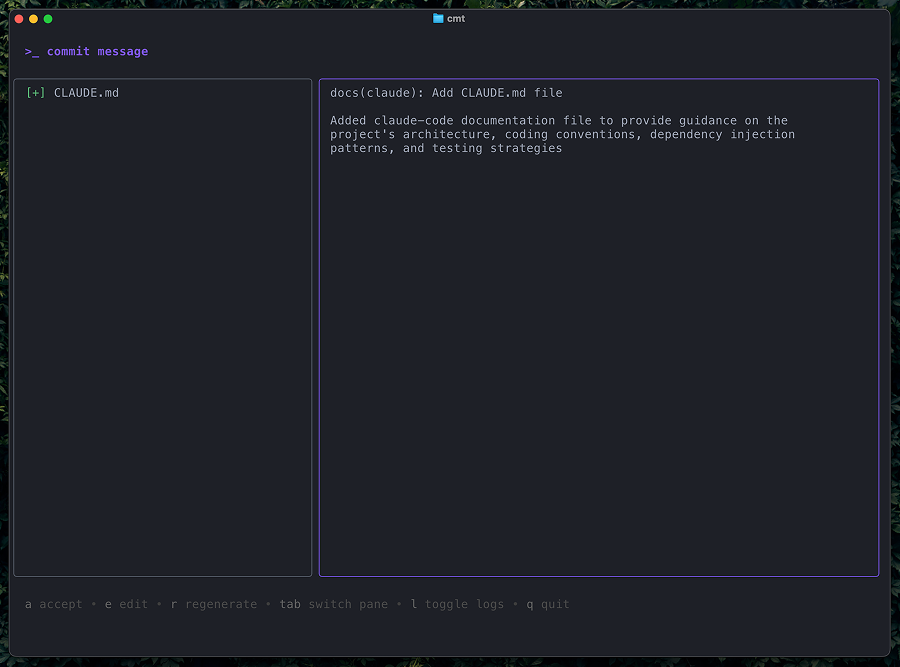 cmt
>_ commit message
[+] CLAUDE.md
docs(claude): Add CLAUDE.md file
Added claude-code documentation file to provide guidance on the
project's architecture, coding conventions, dependency injection
patterns, and testing strategies
a accept • e edit • r regenerate • tab switch pane • l toggle logs • q quit